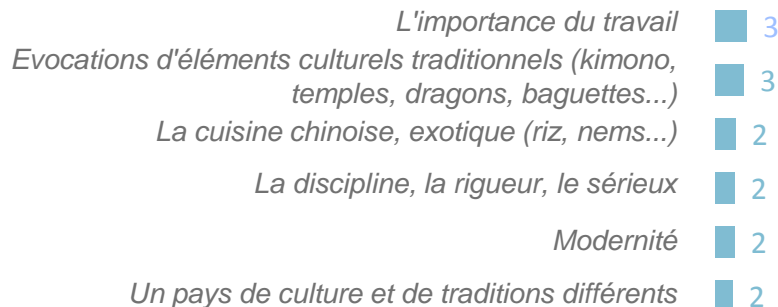 L'importance du travail 3
Evocations d'éléments culturels traditionnels (kimono,
temples, dragons, baguettes...) 3
La cuisine chinoise, exotique (riz, nems...) 2
La discipline, la rigueur, le sérieux 2
Modernité 2
Un pays de culture et de traditions différents 2